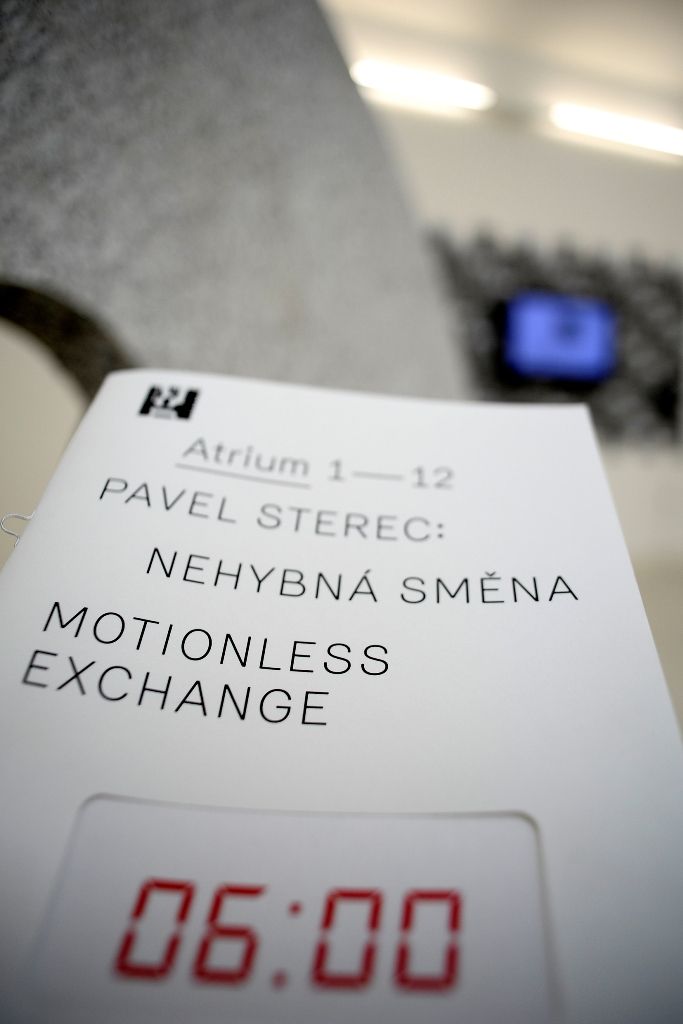 Atrium 1—12
PAVEL STEREC:
NEHYBNÁ SMĚNA
MOTIONLESS
EXCHANGE
06:00